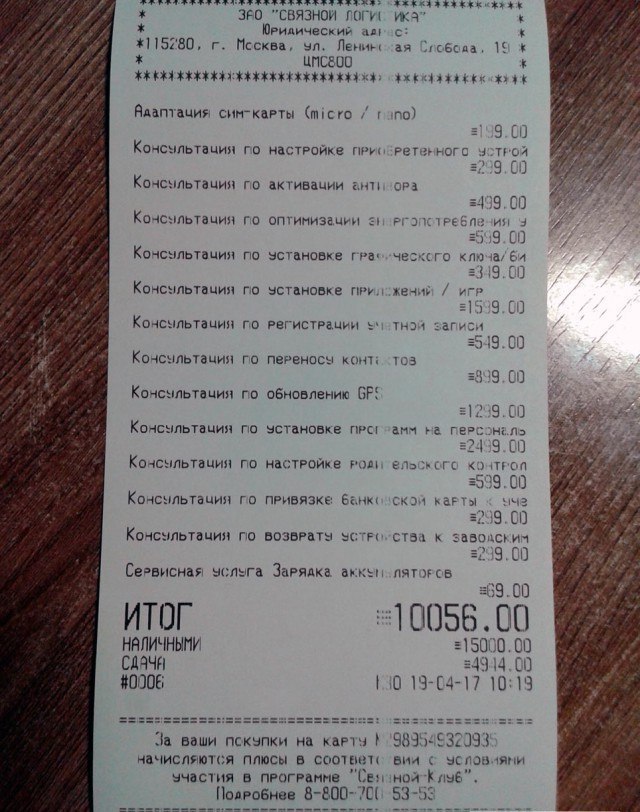 ***********************************
* ЗАО "СВЯЗНОЙ ЛОГИСТИКА" *
* Юридический адрес: *
*115280, г. Москва, ул. Ленинская Слобода, 19 *
* ЦМС800 *
***********************************
Адаптация сим-карты (micro / nano)
≡199.00
Консультация по настройке приобретенного устрой
≡299.00
Консультация по активации антивора
≡499.00
Консультация по оптимизации энергопотребления у
≡599.00
Консультация по установке графического ключа/би
≡349.00
Консультация по установке приложений / игр
≡1599.00
Консультация по регистрации учетной записи
≡549.00
Консультация по переносу контактов
≡899.00
Консультация по обновлению GPS
≡1299.00
Консультация по установке программ на персональ
≡2499.00
Консультация по настройке родительского контрол
≡599.00
Консультация по привязке банковской карты к уче
≡299.00
Консультация по возврату устройства к заводским
≡299.00
Сервисная услуга Зарядка аккумуляторов
≡69.00
ИТОГ ≡10056.00
НАЛИЧНЫМИ ≡15000.00
СДАЧА ≡4944.00
#0006 19-04-17 10:19
===================================
За ваши покупки на карту 989549320935
начисляются плюсы в соответствии с условиями
участия в программе "Связной-Клуб".
Подробнее 8-800-700-53-53